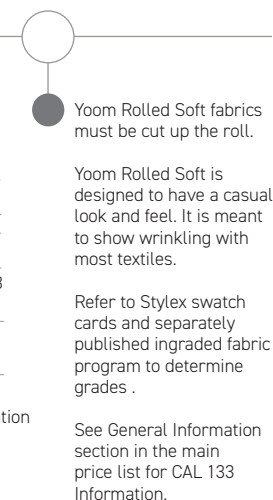 Yoom Rolled Soft fabrics
must be cut up the roll.
Yoom Rolled Soft is
designed to have a casual
look and feel. It is meant
to show wrinkling with
most textiles.
Refer to Stylex swatch
cards and separately
published ingraded fabric
program to determine
grades .
See General Information
section in the main
price list for CAL 133
Information.